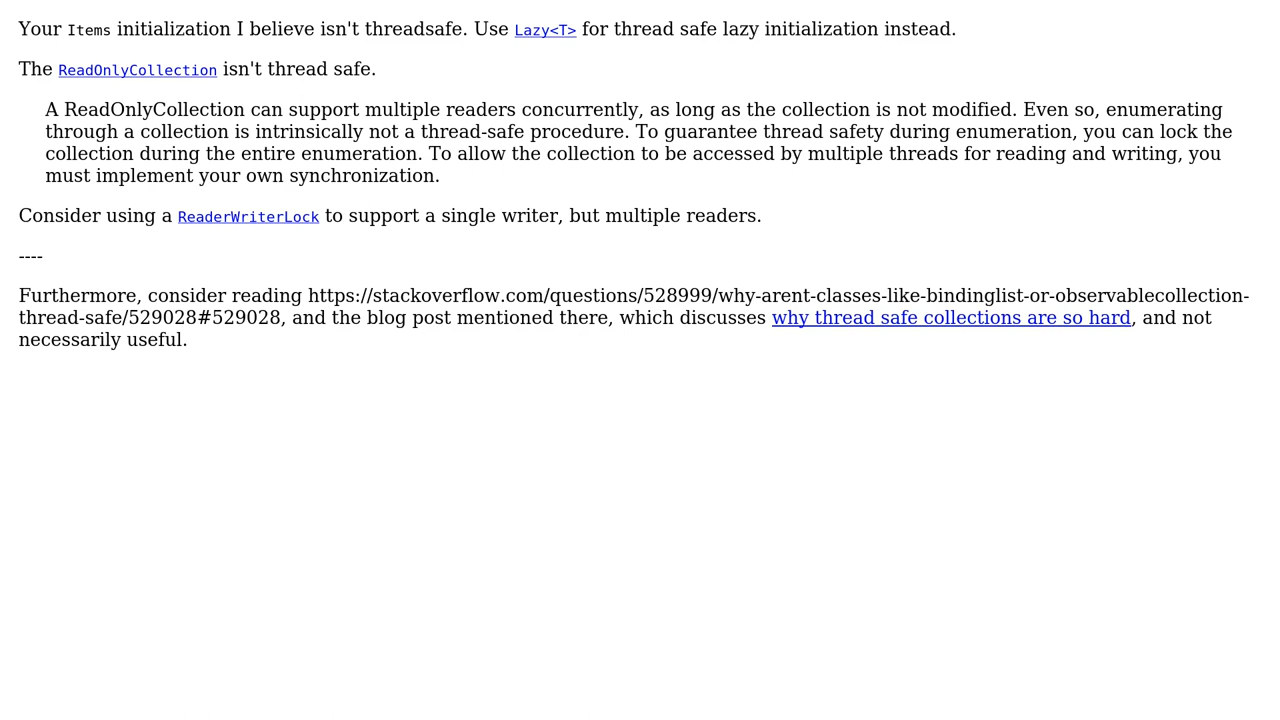 Your Items initialization I believe isn't threadsafe. Use Lazy<T> for thread safe lazy initialization instead.
The ReadOnlyCollection isn't thread safe.
A ReadOnlyCollection can support multiple readers concurrently, as long as the collection is not modified. Even so, enumerating
through a collection is intrinsically not a thread-safe procedure. To guarantee thread safety during enumeration, you can lock the
collection during the entire enumeration. To allow the collection to be accessed by multiple threads for reading and writing, you
must implement your own synchronization.
Consider using a ReaderWriterLock to support a single writer, but multiple readers.
----
Furthermore, consider reading https://stackoverflow.com/questions/528999/why-arent-classes-like-bindinglist-or-observablecollection-
thread-safe/529028#529028, and the blog post mentioned there, which discusses why thread safe collections are so hard, and not
necessarily useful.